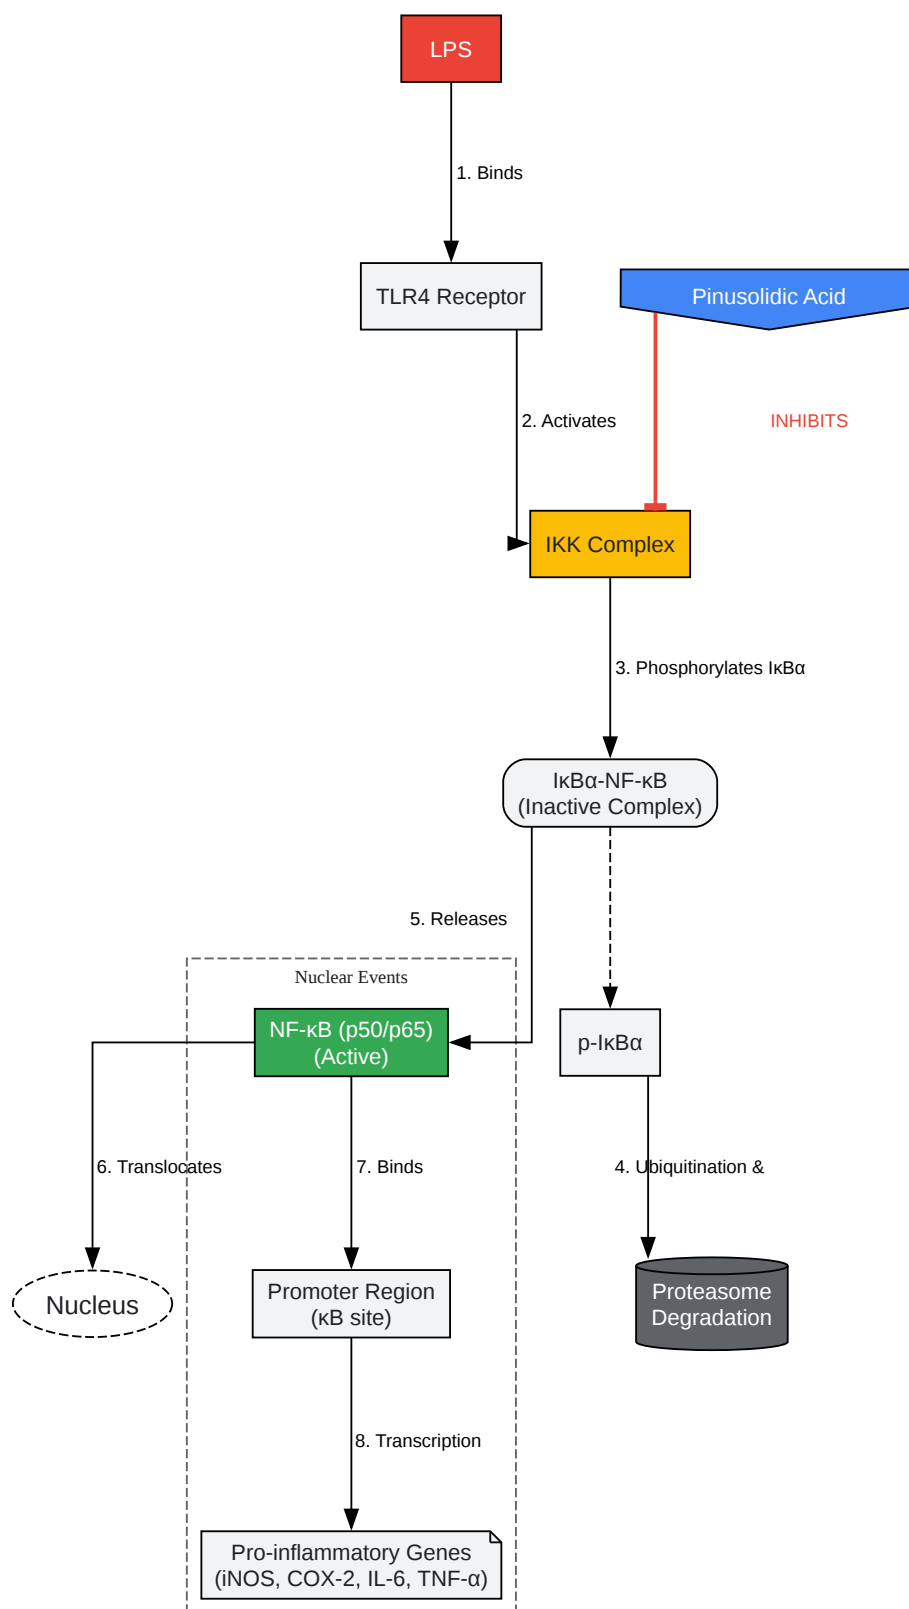 LPS
1. Binds
TLR4 Receptor
Pinusolidic Acid
2. Activates
INHIBITS
IKK Complex
3. Phosphorylates IκBα
IκBα-NF-κB
(Inactive Complex)
5. Releases
Nuclear Events
NF-κB (p50/p65)
(Active)
p-IκBα
6. Translocates
7. Binds
4. Ubiquitination &
Nucleus
Promoter Region
(κB site)
Proteasome
Degradation
8. Transcription
Pro-inflammatory Genes
(iNOS, COX-2, IL-6, TNF-α)